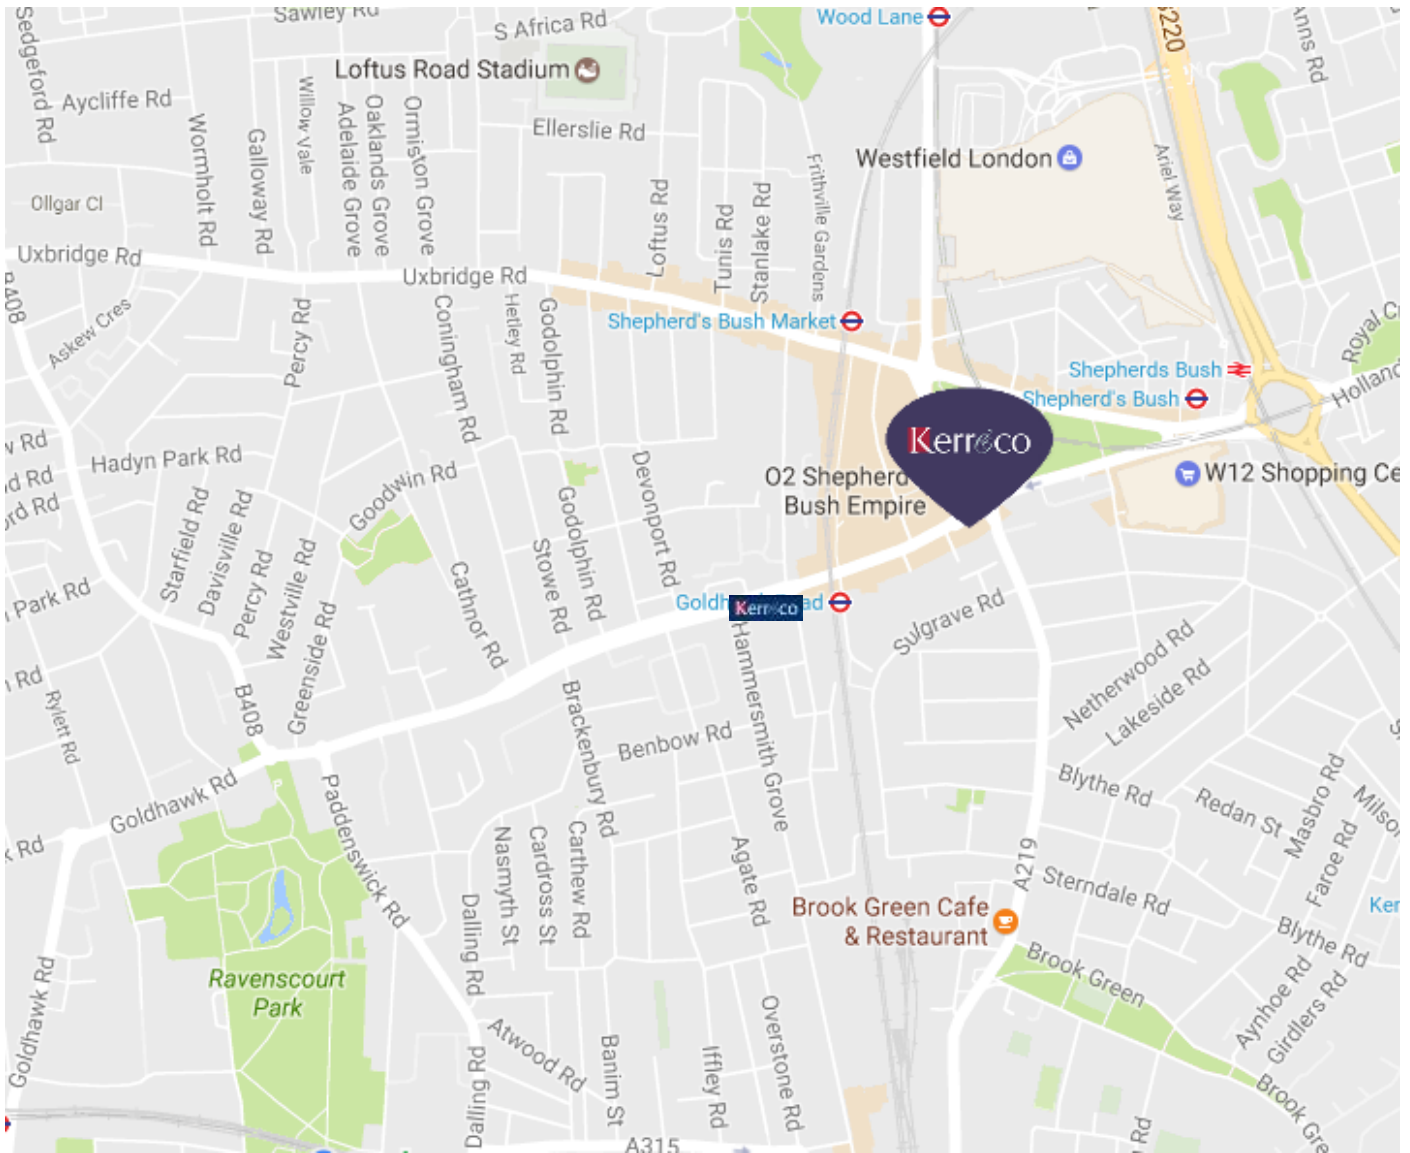 Sawley Rd
S Africa Rd
Wood Lane
Sedgeford Rd
Loftus Road Stadium
Aycliffe Rd
Wormholt Rd
Galloway Rd
Willow Vale
Adelaide Grove
Oaklands Grove
Ormiston Grove
Ellerslie Rd
Westfield London
Ariel Way
Ollgar Cl
Loftus Rd
Tunis Rd
Stanlake Rd
Frithville Gardens
Uxbridge Rd
Uxbridge Rd
B408
Askew Cres
Percy Rd
Coningham Rd
Hetley Rd
Godolphin Rd
Shepherd's Bush Market
Shepherds Bush
Shepherd's Bush
Kerr&co
Hadyn Park Rd
Goodwin Rd
Devonport Rd
O2 Shepherd
Bush Empire
W12 Shopping Ce
Starfield Rd
Davisville Rd
Percy Rd
Westville Rd
Greenside Rd
Cathnor Rd
Stowe Rd
Godolphin Rd
Kerr&co
Sulgrave Rd
Park Rd
Rylett Rd
B408
Brackenbury Rd
Benbow Rd
Hammersmith Grove
Netherwood Rd
Lakeside Rd
Goldhawk Rd
Paddenswick Rd
Blythe Rd
Redan St
Masbro Rd
Faroe Rd
Nasmyth St
Cardross St
Carthew Rd
Agate Rd
A219
Sterndale Rd
Dalling Rd
Brook Green Cafe
& Restaurant
Brook Green
Blythe Rd
Aynhoe Rd
Girdlers Rd
Ravenscourt
Park
Goldhawk Rd
Atwood Rd
Dalling Rd
Banim St
Iffley Rd
Overstone Rd
Brook Gre
A315
Rd